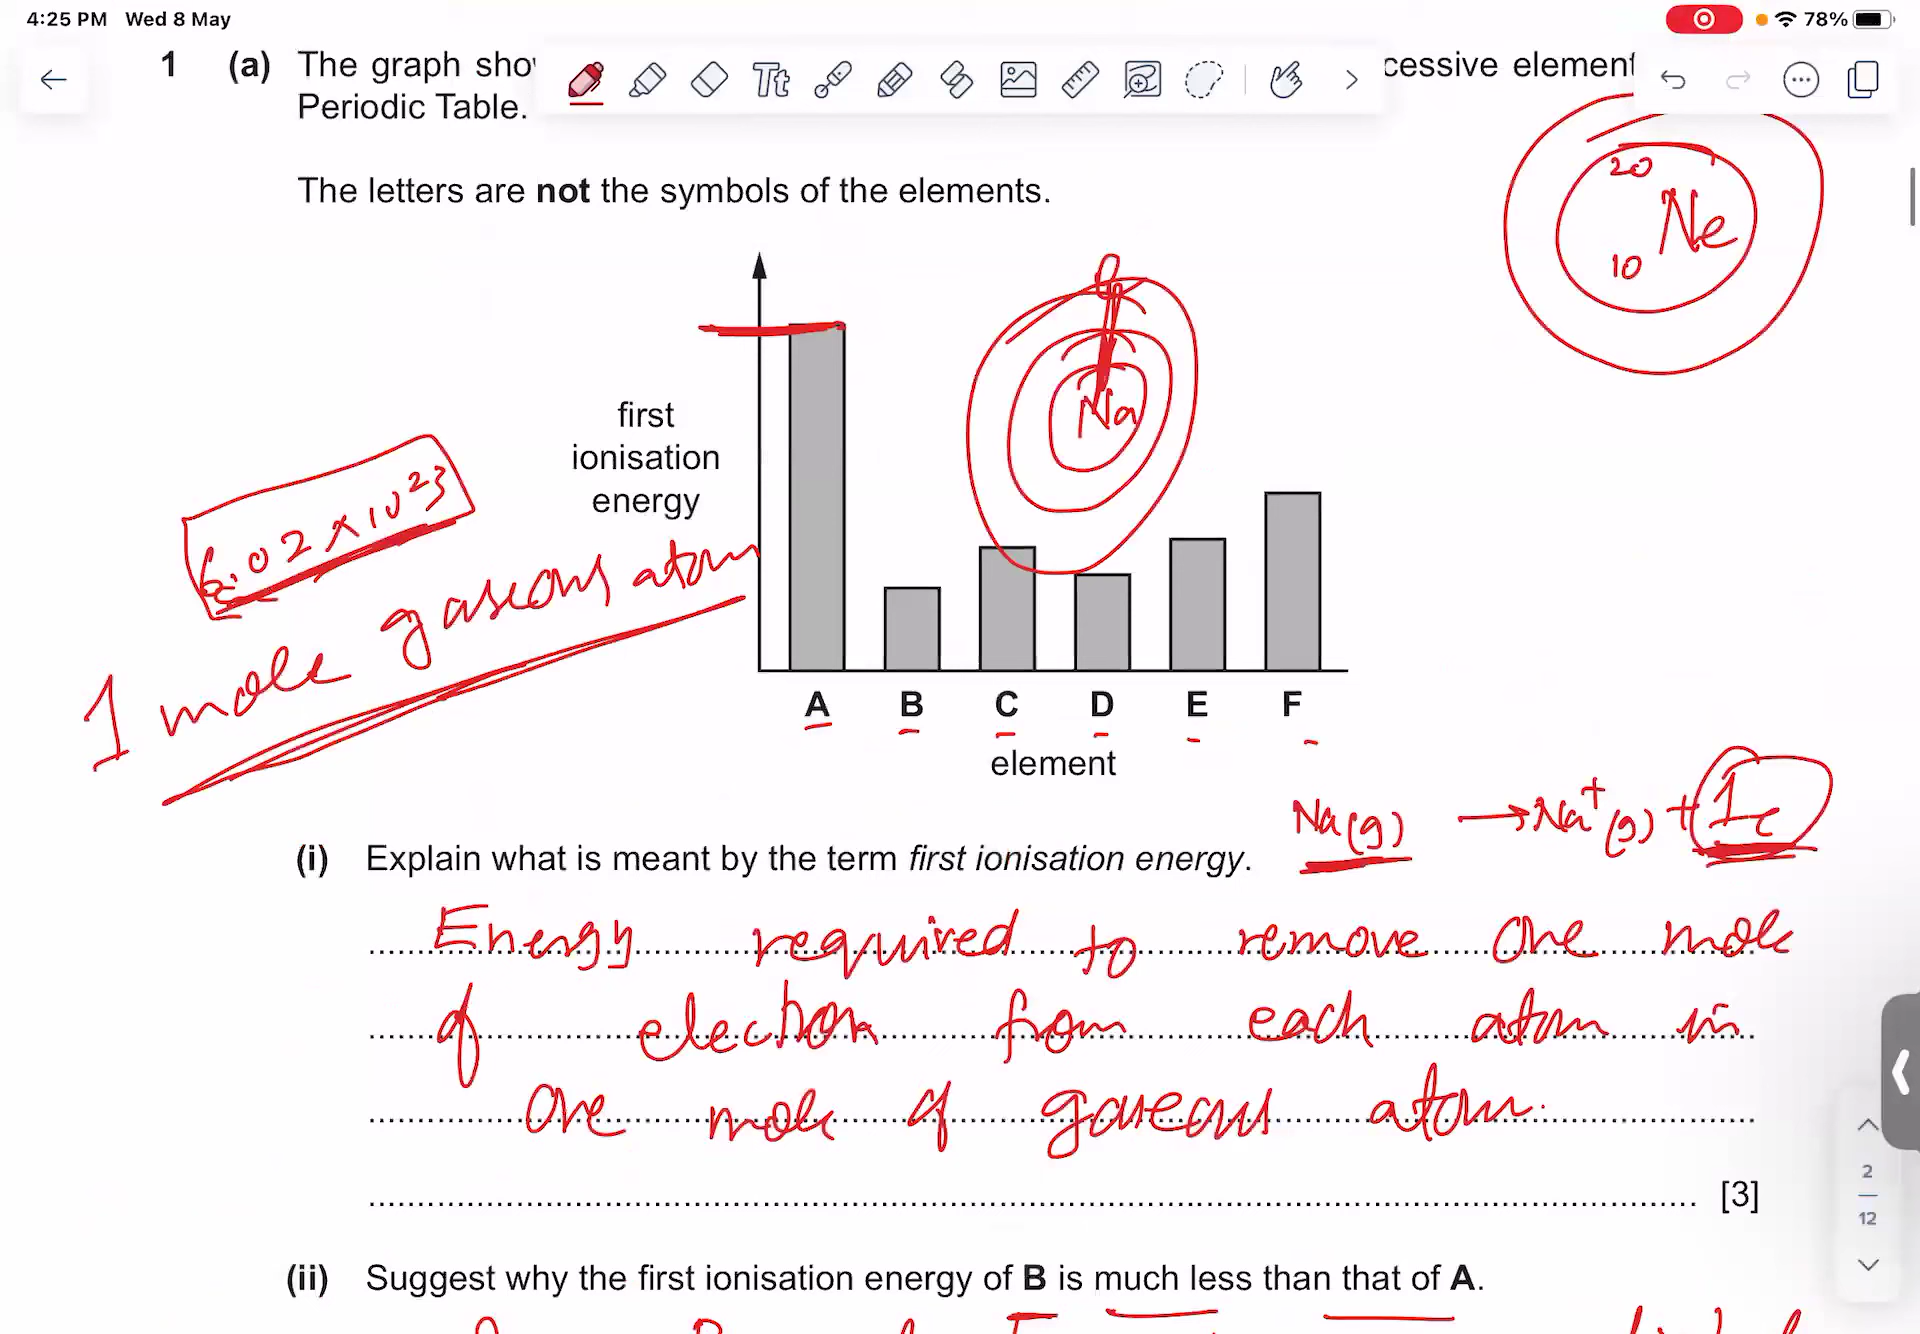 4:25 PM Wed 8 May
78%
1 (a) The graph sho
cessive element
Periodic Table.
The letters are not the symbols of the elements.
20
Ne
10
Na
first
ionisation
energy
6.02 x 10²³
1 mole gaseous atom
A B C D E F
element
Na(g) → Na⁺(g) + 1e
(i) Explain what is meant by the term first ionisation energy.
Energy required to remove one mole
of electron from each atom in
one mole of gaseous atom.
[3]
2
12
(ii) Suggest why the first ionisation energy of B is much less than that of A.